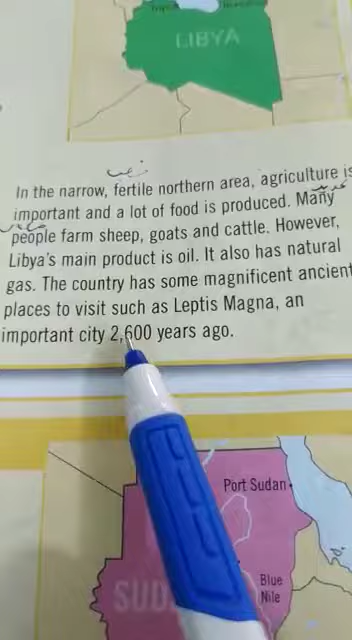 LIBYA
In the narrow, fertile northern area, agriculture is
important and a lot of food is produced. Many
people farm sheep, goats and cattle. However,
Libya's main product is oil. It also has natural
gas. The country has some magnificent ancient
places to visit such as Leptis Magna, an
important city 2,600 years ago.
Port Sudan
SUD
Blue
Nile